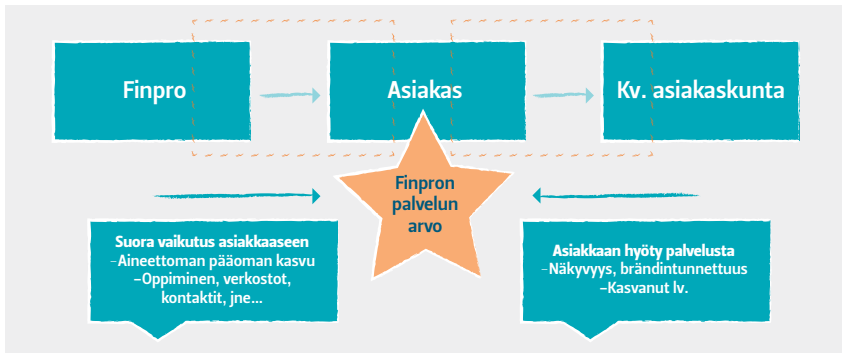 Finpro
Asiakas
Kv. asiakaskunta
Finpron
palvelun
arvo
Suora vaikutus asiakkaaseen
–Aineettoman pääoman kasvu
–Oppiminen, verkostot,
kontaktit, jne...
Asiakkaan hyöty palvelusta
–Näkyvyys, brändintunnettuus
–Kasvanut lv.